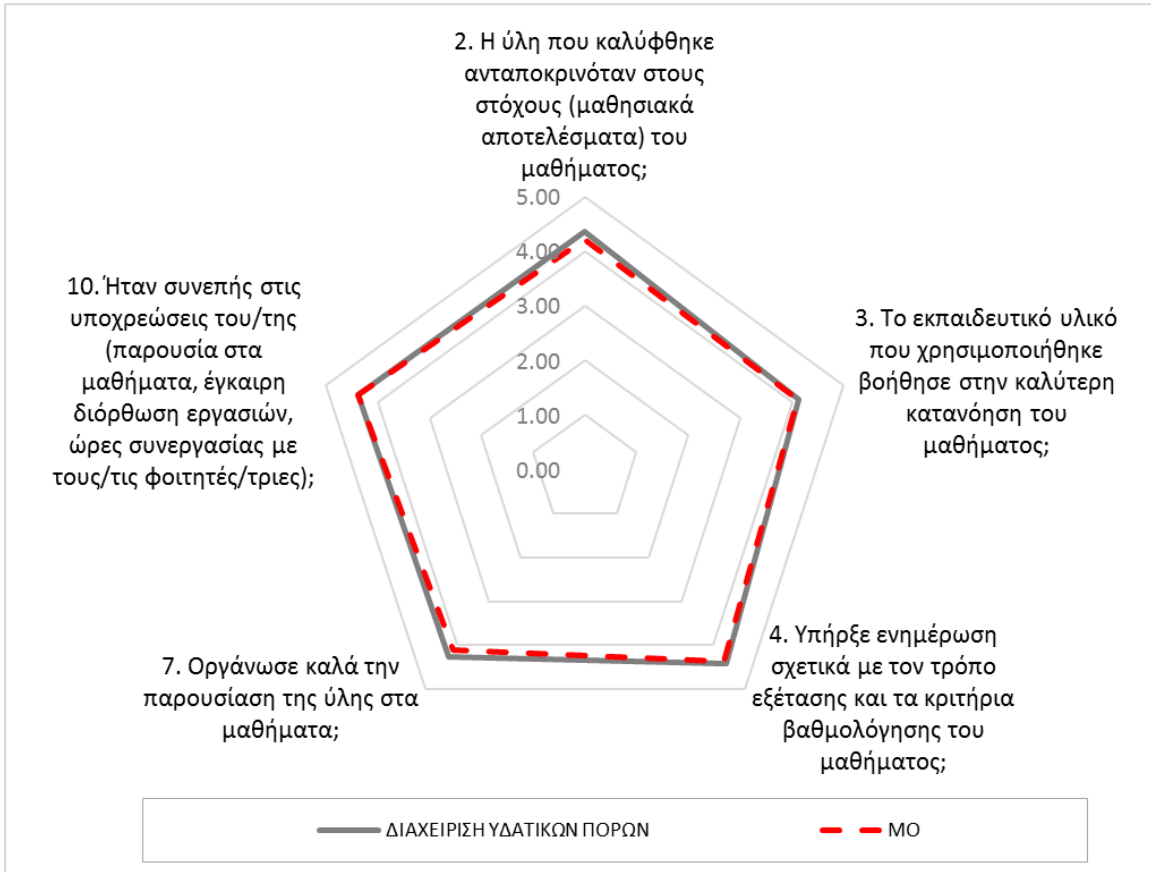 2. Η ύλη που καλύφθηκε
ανταποκρινόταν στους
στόχους (μαθησιακά
αποτελέσματα) του
μαθήματος;
5.00
4.00
3.00
2.00
1.00
0.00
3. Το εκπαιδευτικό υλικό
που χρησιμοποιήθηκε
βοήθησε στην καλύτερη
κατανόηση του
μαθήματος;
4. Υπήρξε ενημέρωση
σχετικά με τον τρόπο
εξέτασης και τα κριτήρια
βαθμολόγησης του
μαθήματος;
7. Οργάνωσε καλά την
παρουσίαση της ύλης στα
μαθήματα;
10. Ήταν συνεπής στις
υποχρεώσεις του/της
(παρουσία στα
μαθήματα, έγκαιρη
διόρθωση εργασιών,
ώρες συνεργασίας με
τους/τις φοιτητές/τριες);
ΔΙΑΧΕΙΡΙΣΗ ΥΔΑΤΙΚΩΝ ΠΟΡΩΝ
ΜΟ